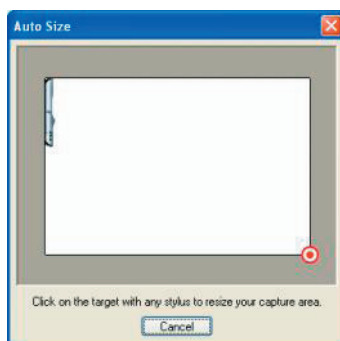 Auto Size
Click on the target with any stylus to resize your capture area.
Cancel